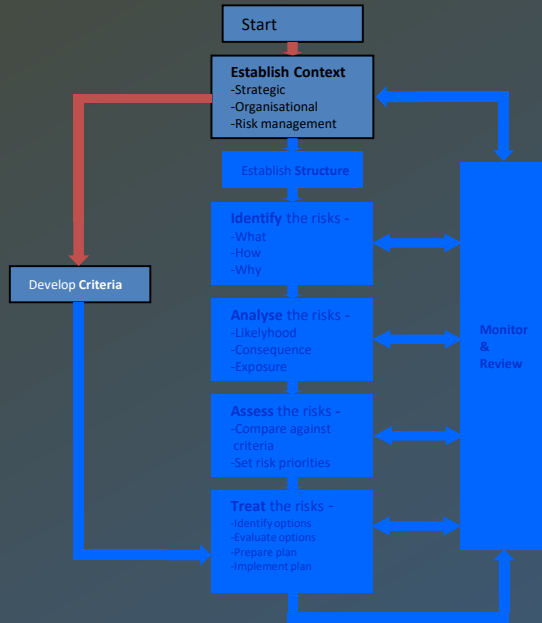 Start
Establish Context
-Strategic
-Organisational
-Risk management
Establish Structure
Identify the risks -
-What
-How
-Why
Develop Criteria
Analyse the risks -
-Likelyhood
-Consequence
-Exposure
Monitor
&
Review
Assess the risks -
-Compare against
criteria
-Set risk priorities
Treat the risks -
-Identify options
-Evaluate options
-Prepare plan
-Implement plan